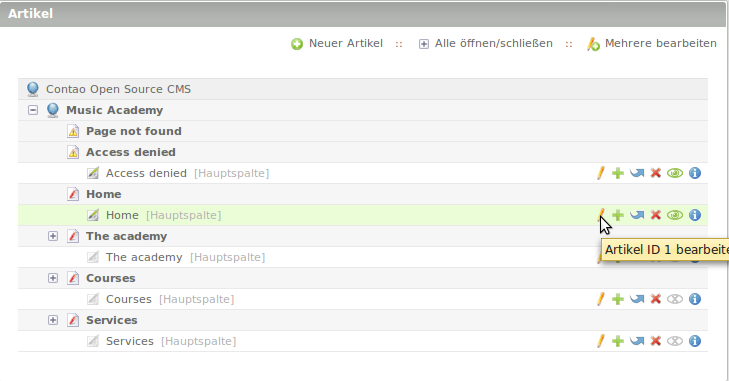 Artikel
Neuer Artikel :: Alle öffnen/schließen :: Mehrere bearbeiten
Contao Open Source CMS
Music Academy
Page not found
Access denied
Access denied [Hauptspalte]
Home
Home [Hauptspalte]
The academy
Artikel ID 1 bearbeite
The academy [Hauptspalte]
Courses
Courses [Hauptspalte]
Services
Services [Hauptspalte]